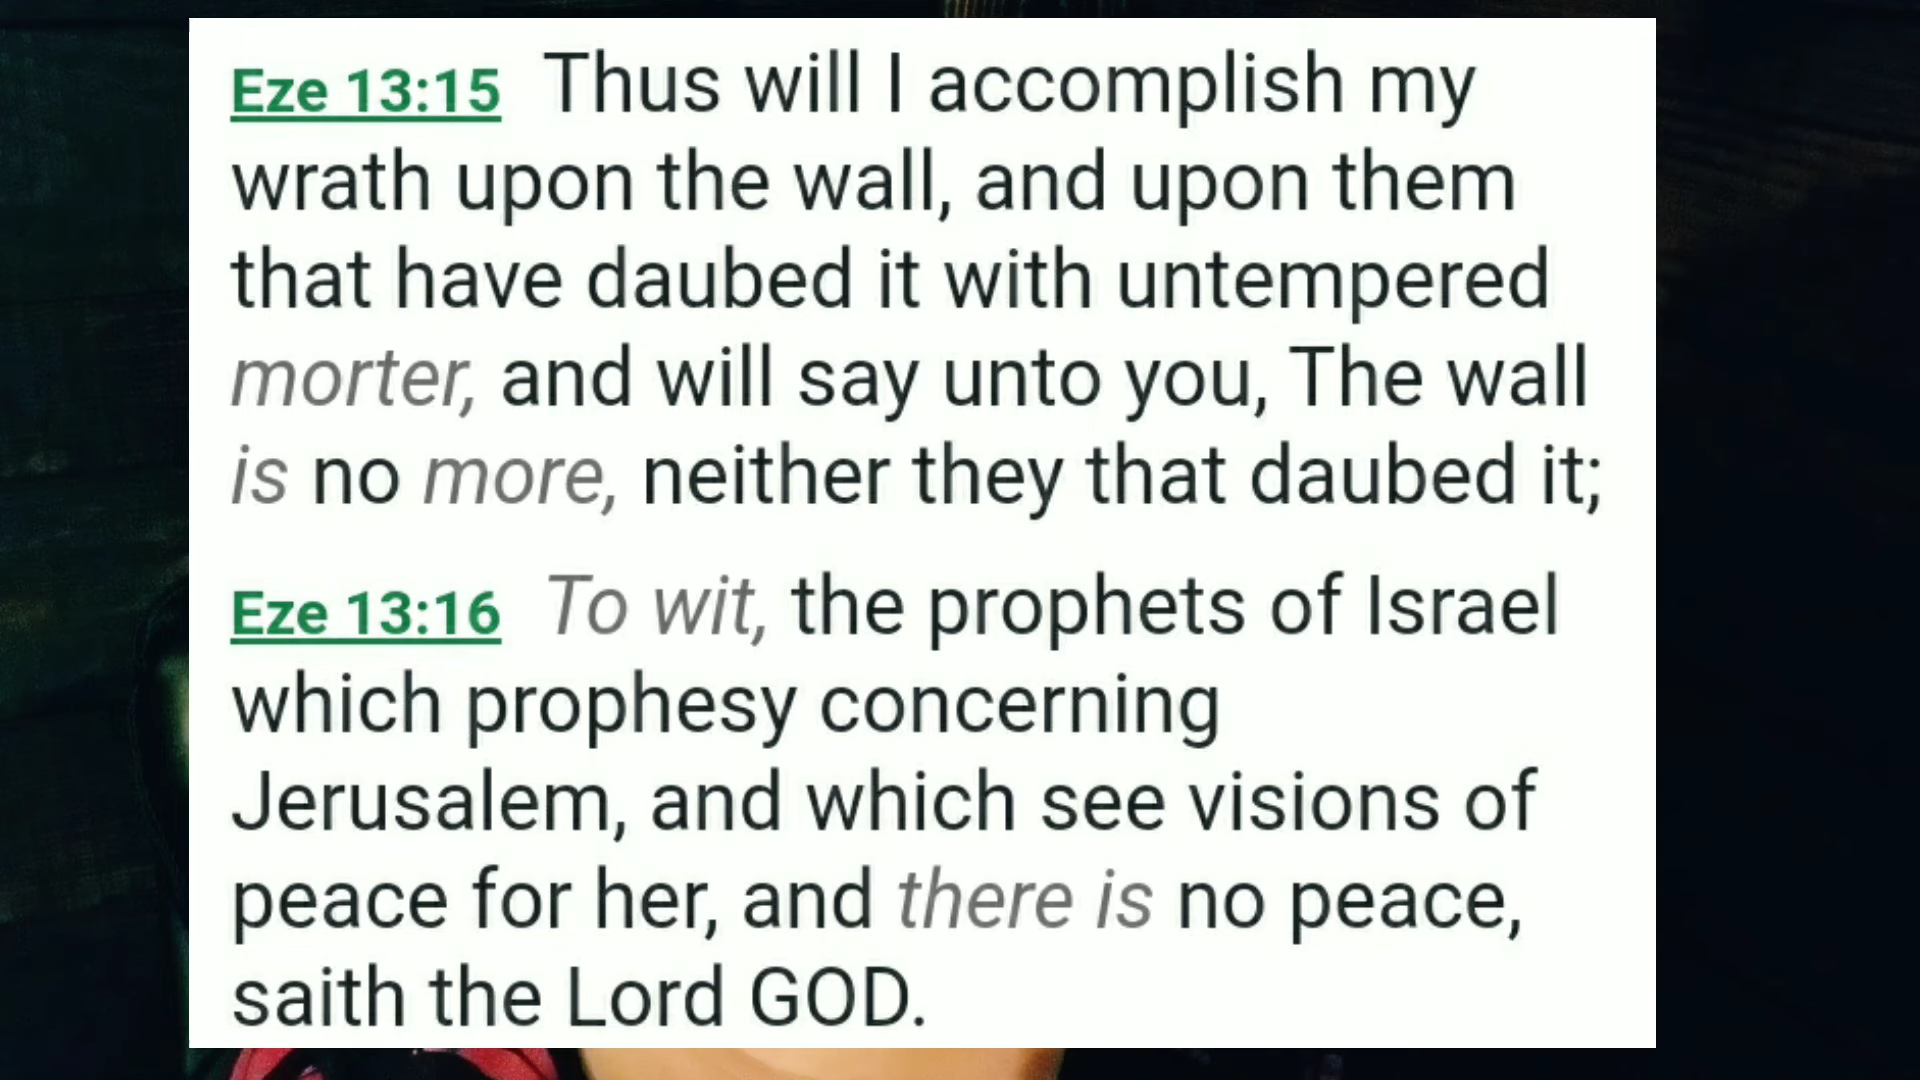 Eze 13:15 Thus will I accomplish my
wrath upon the wall, and upon them
that have daubed it with untempered
morter, and will say unto you, The wall
is no more, neither they that daubed it;
Eze 13:16 To wit, the prophets of Israel
which prophesy concerning
Jerusalem, and which see visions of
peace for her, and there is no peace,
saith the Lord GOD.